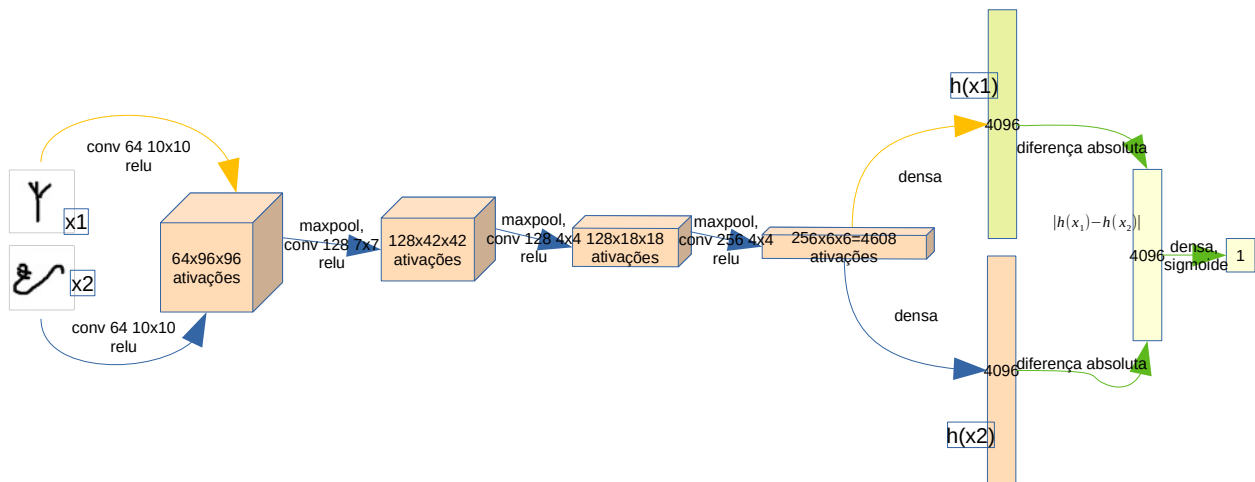 x1
x2
conv 64 10x10
relu
conv 64 10x10
relu
64x96x96
ativações
maxpool,
conv 128 7x7
relu
128x42x42
ativações
maxpool,
conv 128 4x4
relu
128x18x18
ativações
maxpool,
conv 256 4x4
relu
256x6x6=4608
ativações
densa
densa
h(x1)
4096
4096
h(x2)
diferença absoluta
diferença absoluta
|h(x₁)−h(x₂)|
4096
densa,
sigmoide
1